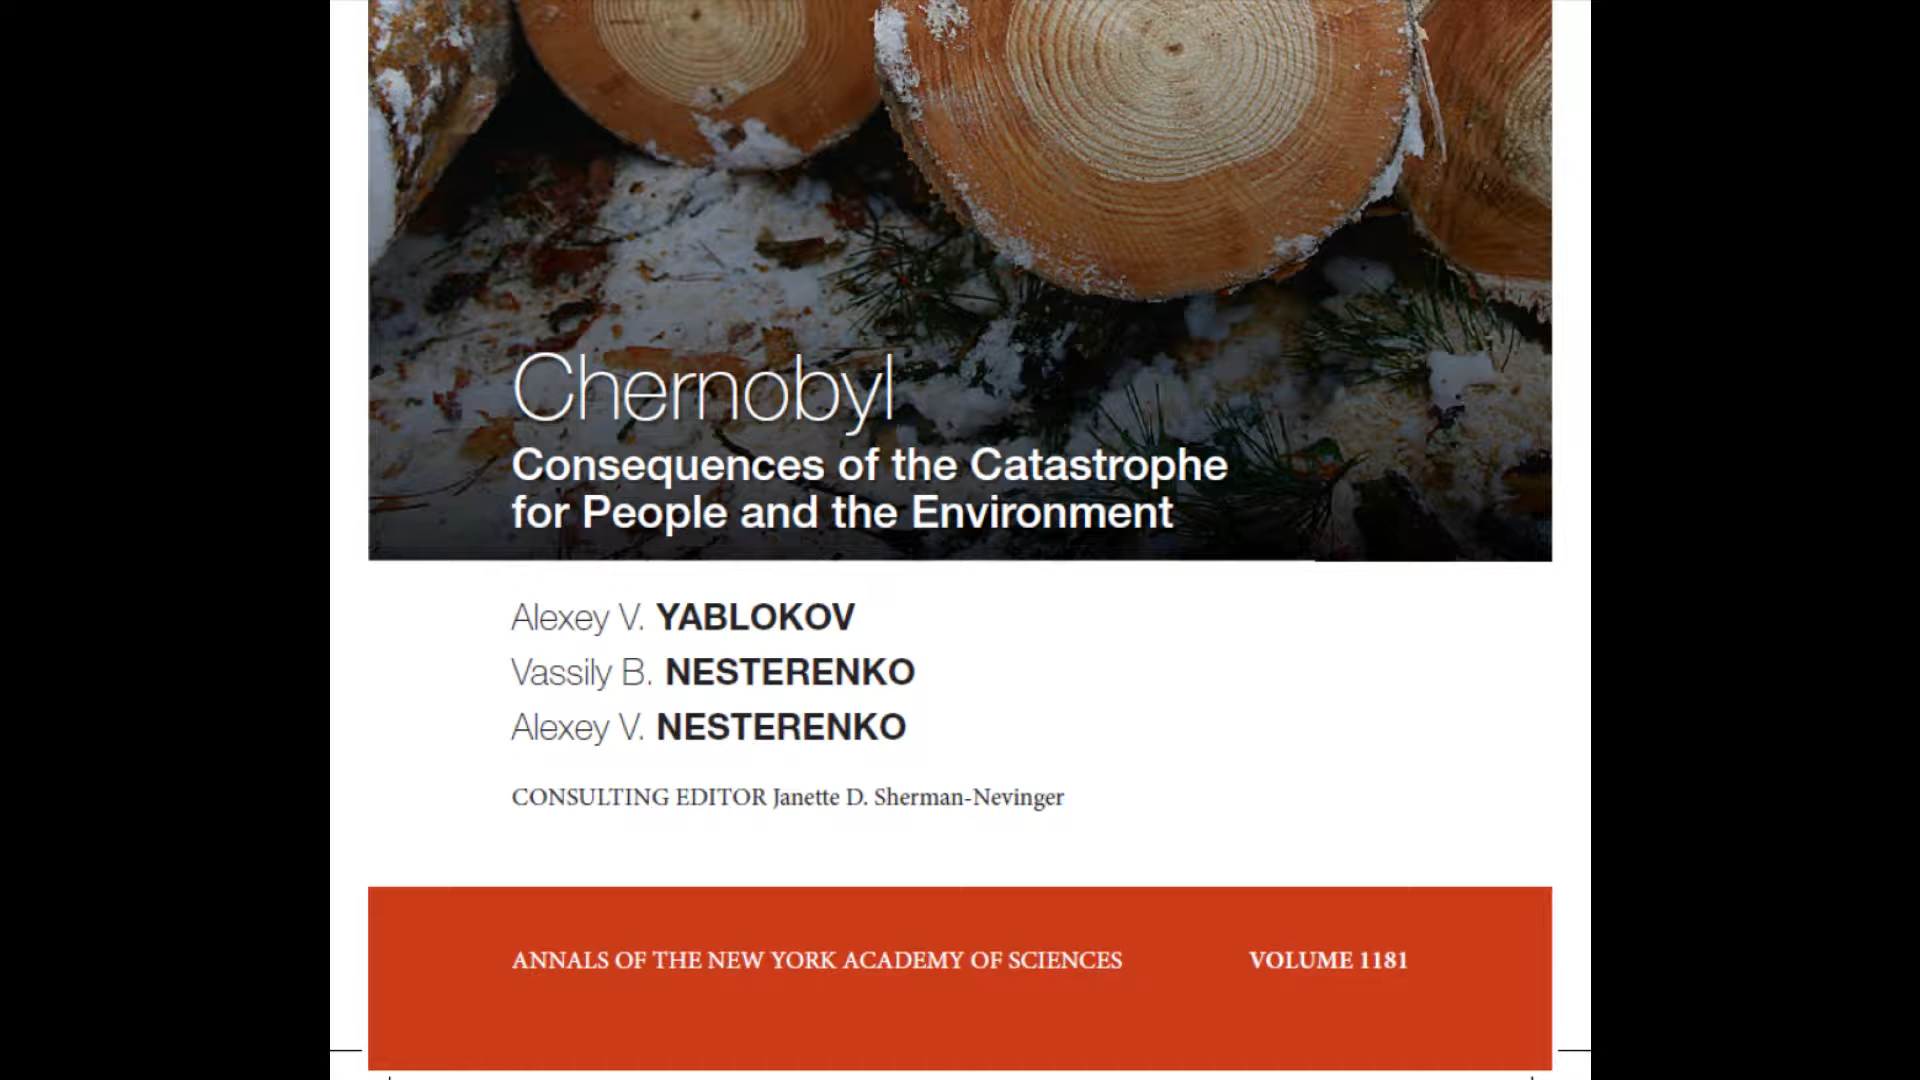 Chernobyl
Consequences of the Catastrophe
for People and the Environment
Alexey V. YABLOKOV
Vassily B. NESTERENKO
Alexey V. NESTERENKO
CONSULTING EDITOR Janette D. Sherman-Nevinger
ANNALS OF THE NEW YORK ACADEMY OF SCIENCES VOLUME 1181